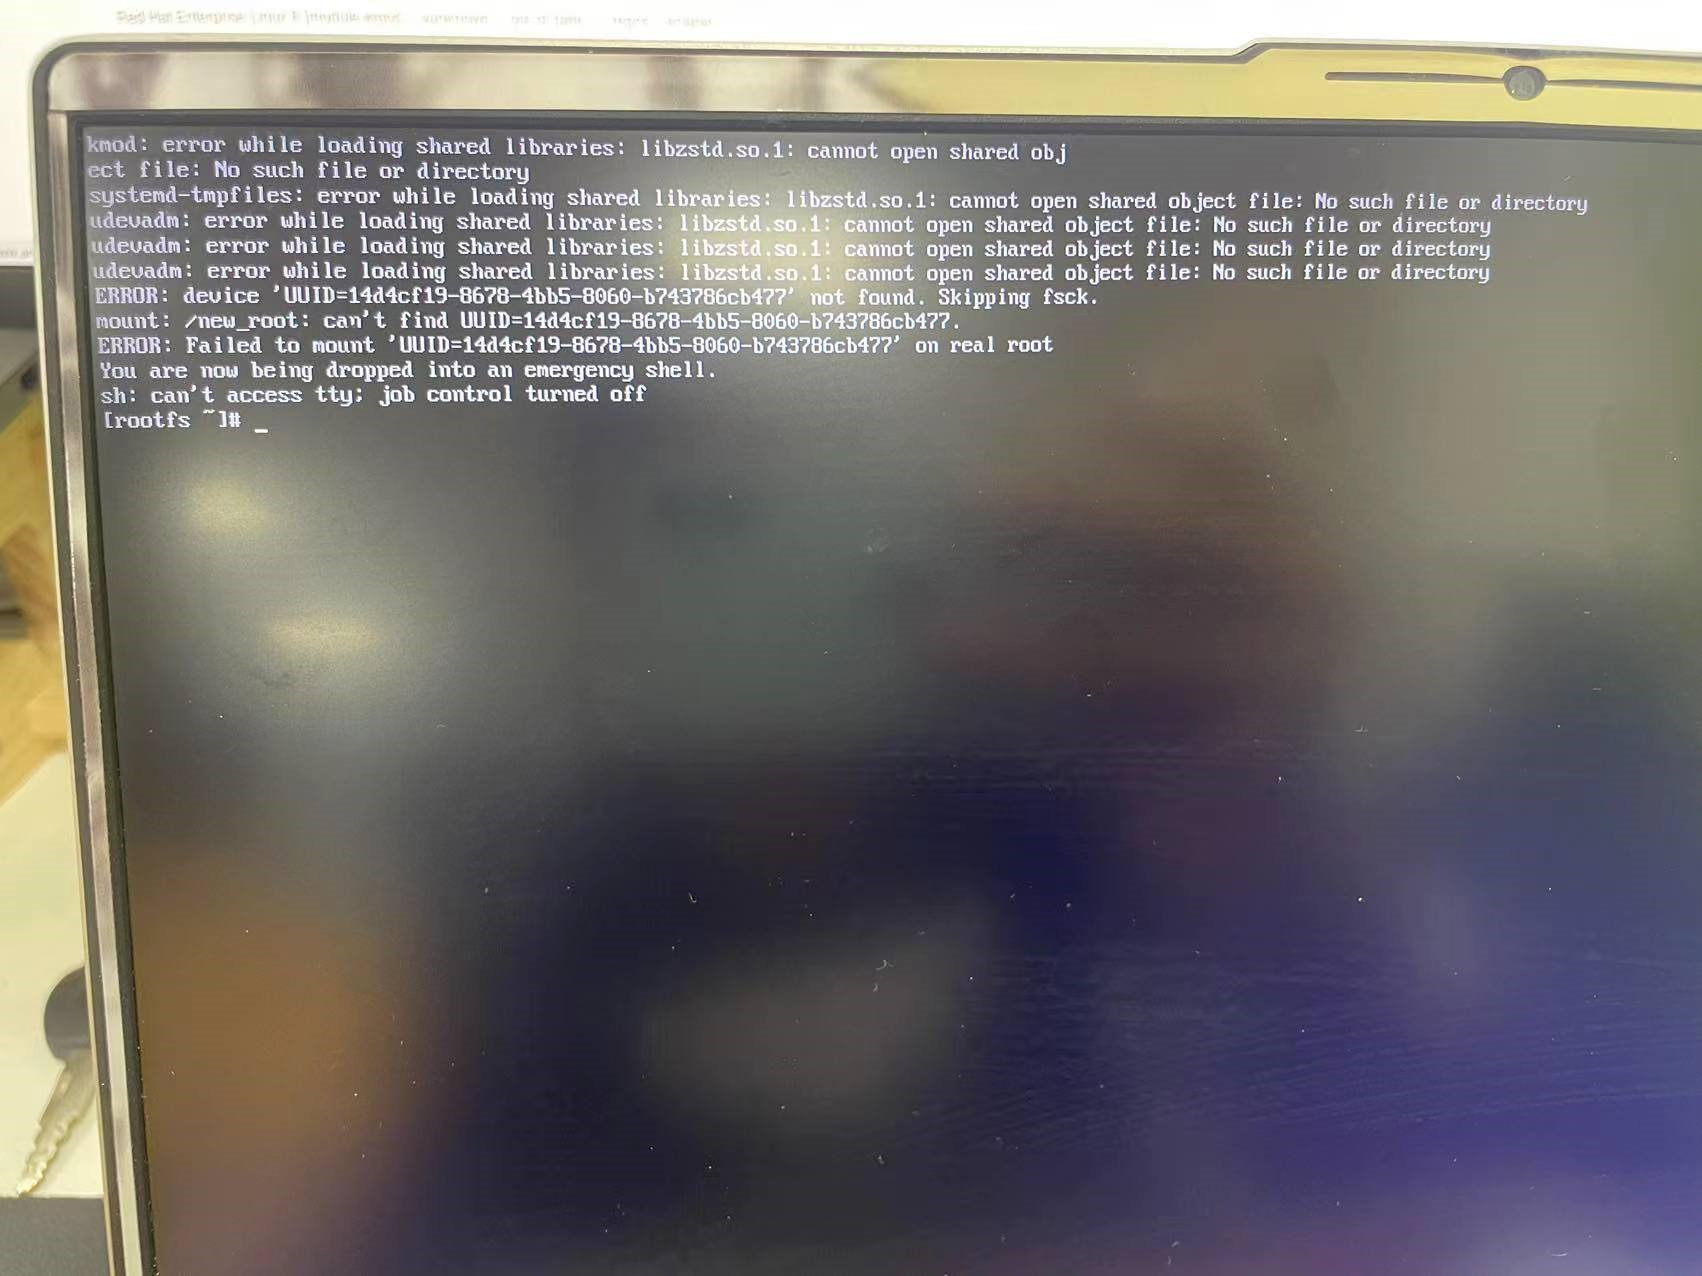 kmod: error while loading shared libraries: libzstd.so.1: cannot open shared obj
ect file: No such file or directory
systemd-tmpfiles: error while loading shared libraries: libzstd.so.1: cannot open shared object file: No such file or directory
udevadm: error while loading shared libraries: libzstd.so.1: cannot open shared object file: No such file or directory
udevadm: error while loading shared libraries: libzstd.so.1: cannot open shared object file: No such file or directory
udevadm: error while loading shared libraries: libzstd.so.1: cannot open shared object file: No such file or directory
ERROR: device 'UUID=14d4cf19-8678-4bb5-8060-b743786cb477' not found. Skipping fsck.
mount: /new_root: can't find UUID=14d4cf19-8678-4bb5-8060-b743786cb477.
ERROR: Failed to mount 'UUID=14d4cf19-8678-4bb5-8060-b743786cb477' on real root
You are now being dropped into an emergency shell.
sh: can't access tty; job control turned off
[rootfs ~]# _